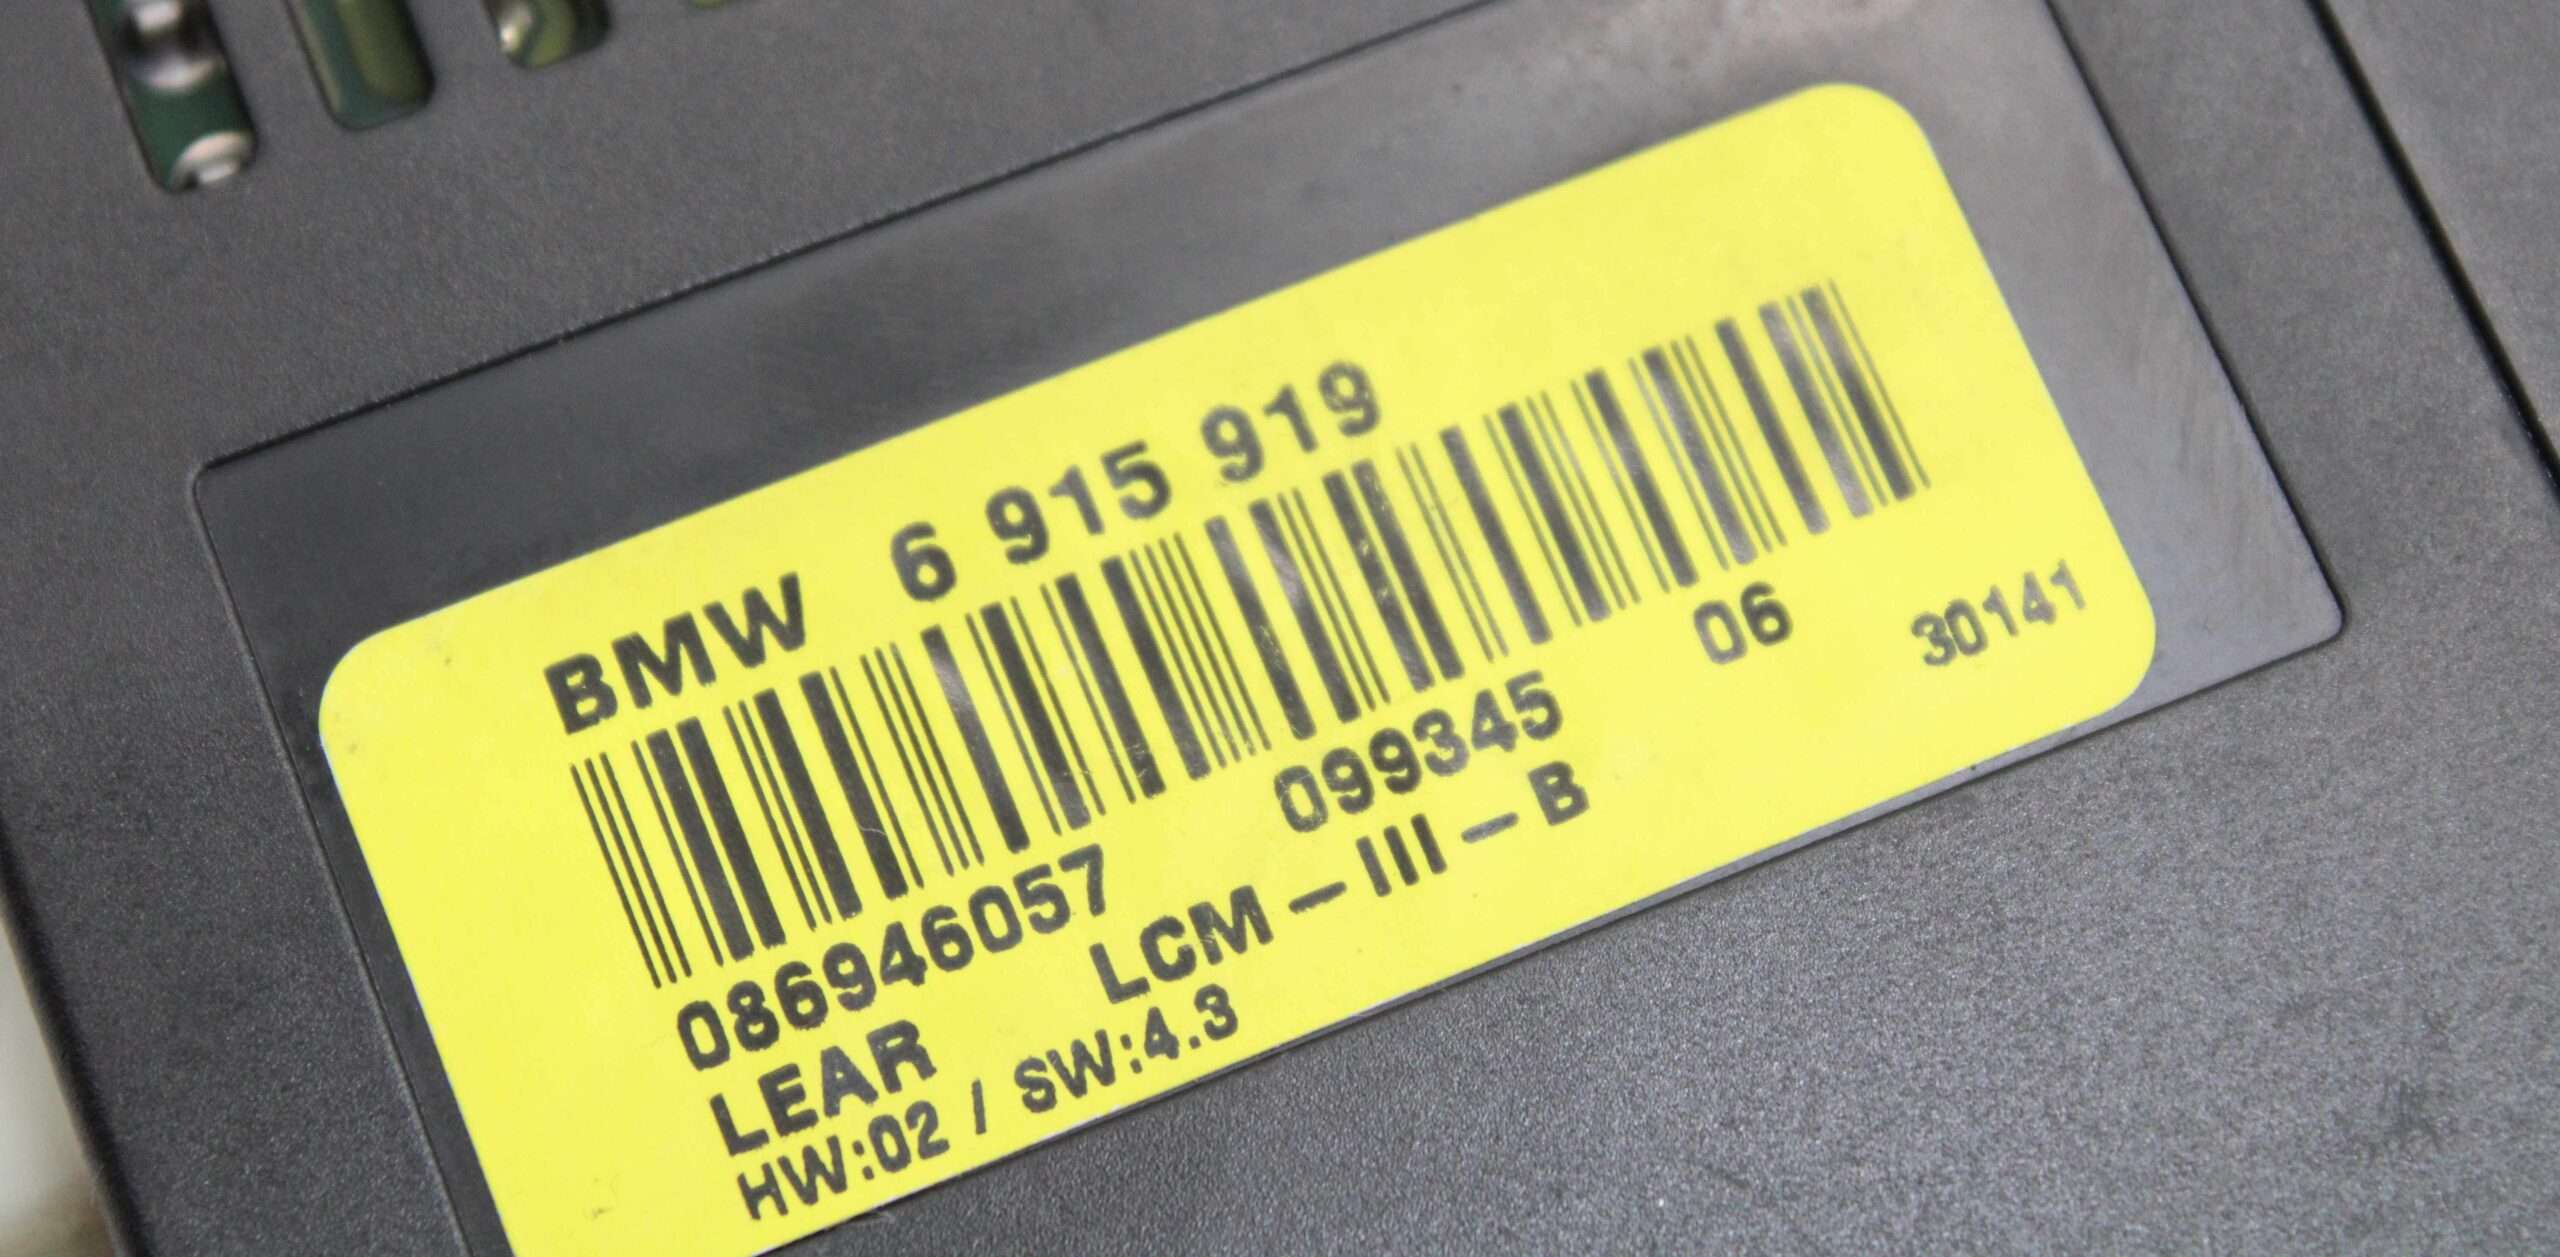 BMW 6 915 919
086946057 099345 06 30141
LEAR LCM-III-B
HW:02 / SW:4.3